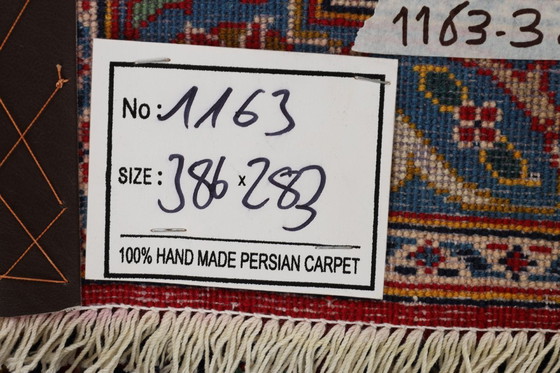 1163-3
No: 1163
SIZE: 386 x 283
100% HAND MADE PERSIAN CARPET